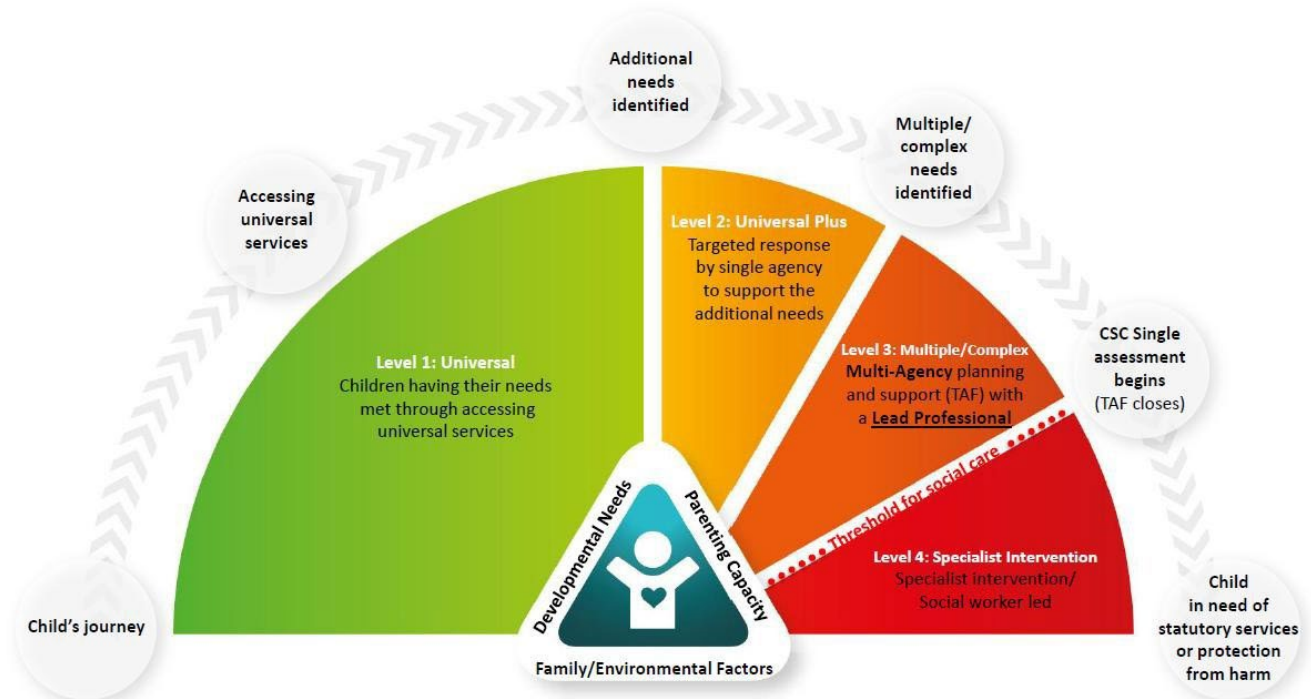 Additional
needs
identified
Multiple/
complex
needs
identified
Accessing
universal
services
Level 2: Universal Plus
Targeted response
by single agency
to support the
additional needs
CSC Single
assessment
begins
(TAF closes)
Level 1: Universal
Children having their needs
met through accessing
universal services
Level 3: Multiple/Complex
Multi-Agency planning
and support (TAF) with
a Lead Professional
Threshold for social care
Level 4: Specialist Intervention
Specialist intervention/
Social worker led
Developmental Needs
Parenting Capacity
Family/Environmental Factors
Child's journey
Child
in need of
statutory services
or protection
from harm